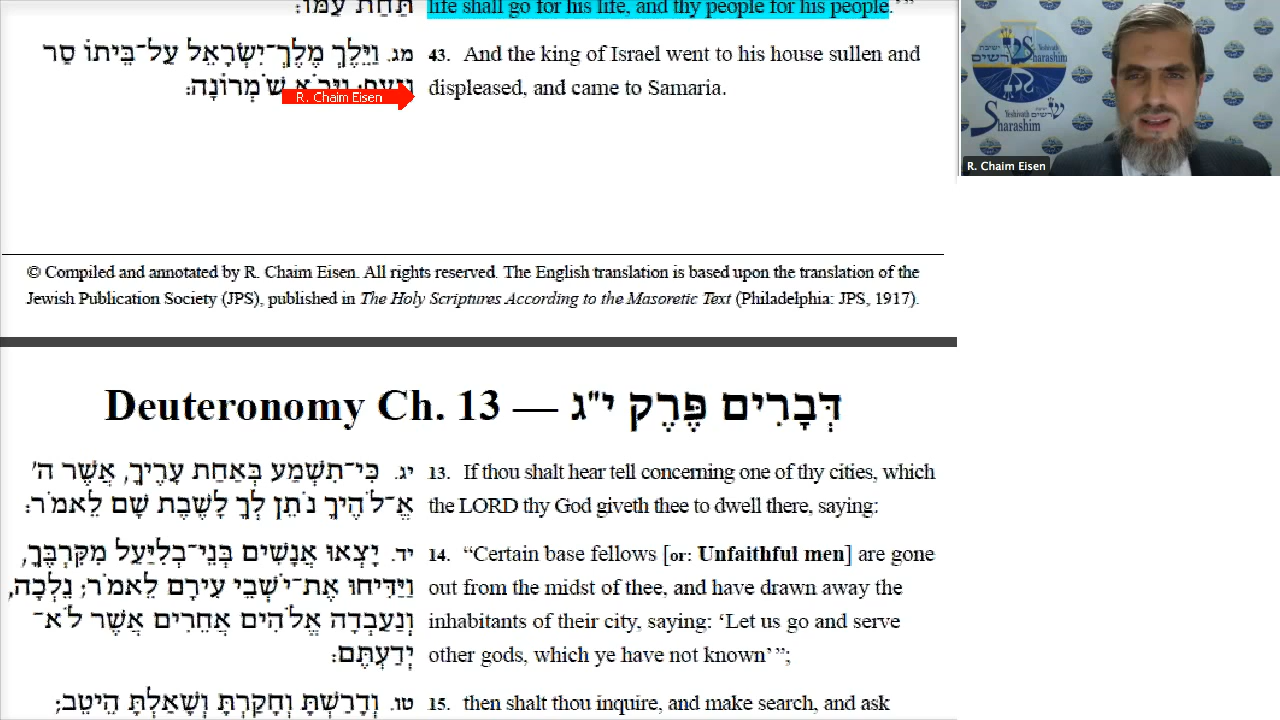 תַּחַת עַמּוֹ:
life shall go for his life, and thy people for his people.’ ”
מג. וַיֵּלֶךְ מֶלֶךְ־יִשְׂרָאֵל עַל־בֵּיתוֹ סַר
וְזָעֵף; וַיָּבֹא שֹׁמְרוֹנָה:
R. Chaim Eisen
43. And the king of Israel went to his house sullen and
displeased, and came to Samaria.
© Compiled and annotated by R. Chaim Eisen. All rights reserved. The English translation is based upon the translation of the
Jewish Publication Society (JPS), published in The Holy Scriptures According to the Masoretic Text (Philadelphia: JPS, 1917).
Deuteronomy Ch. 13 — דְּבָרִים פֶּרֶק י"ג
יג. כִּי־תִשְׁמַע בְּאַחַת עָרֶיךָ, אֲשֶׁר ה'
אֱ־לֹהֶיךָ נֹתֵן לְךָ לָשֶׁבֶת שָׁם לֵאמֹר:
13. If thou shalt hear tell concerning one of thy cities, which
the LORD thy God giveth thee to dwell there, saying:
יד. יָצְאוּ אֲנָשִׁים בְּנֵי־בְלִיַּעַל מִקִּרְבֶּךָ,
וַיַּדִּיחוּ אֶת־יֹשְׁבֵי עִירָם לֵאמֹר; נֵלְכָה,
וְנַעַבְדָה אֱלֹהִים אֲחֵרִים אֲשֶׁר לֹא־
יְדַעְתֶּם:
14. “Certain base fellows [or: Unfaithful men] are gone
out from the midst of thee, and have drawn away the
inhabitants of their city, saying: ‘Let us go and serve
other gods, which ye have not known’ ”;
טו. וְדָרַשְׁתָּ וְחָקַרְתָּ וְשָׁאַלְתָּ הֵיטֵב;
15. then shalt thou inquire, and make search, and ask
ישיבת שרשים
Yeshivath
Sharashim
Yeshivath שרשים
Sharashim
R. Chaim Eisen